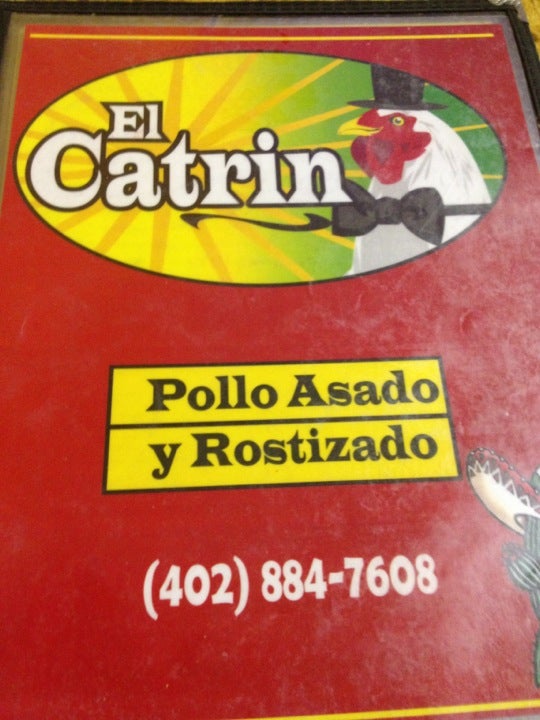 El
Catrin
Pollo Asado
y Rostizado
(402) 884-7608